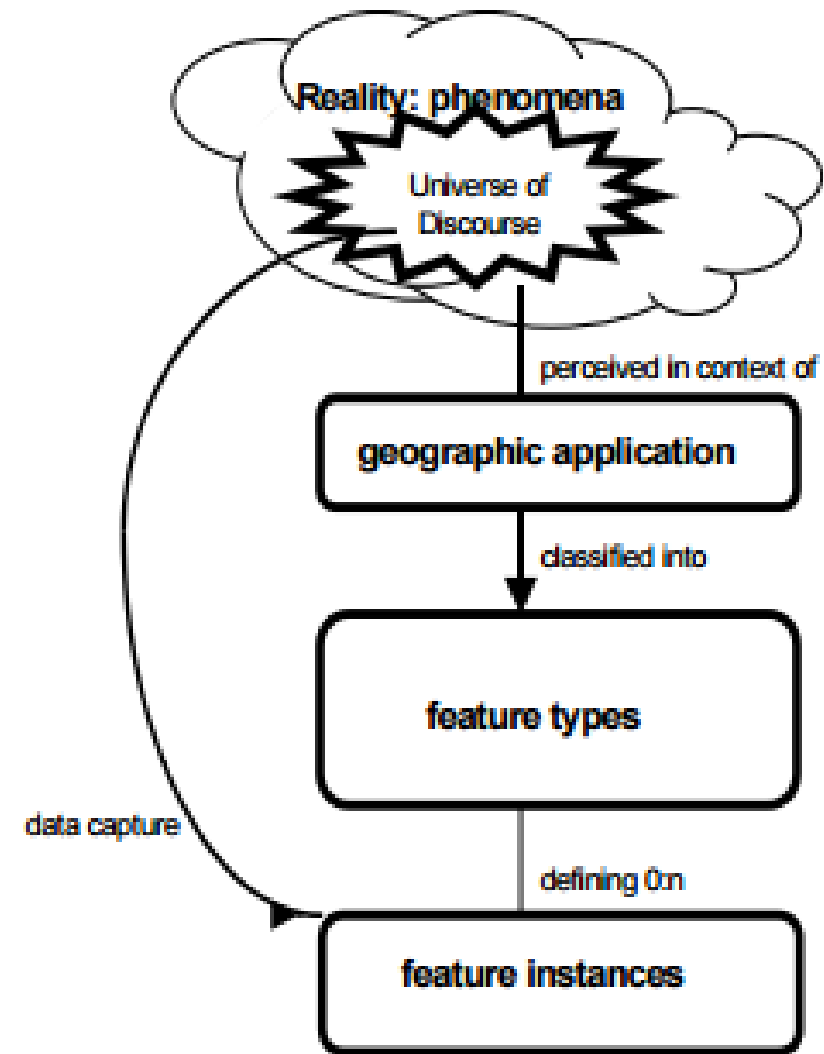 Reality: phenomena
Universe of
Discourse
perceived in context of
geographic application
classified into
feature types
data capture
defining 0:n
feature instances